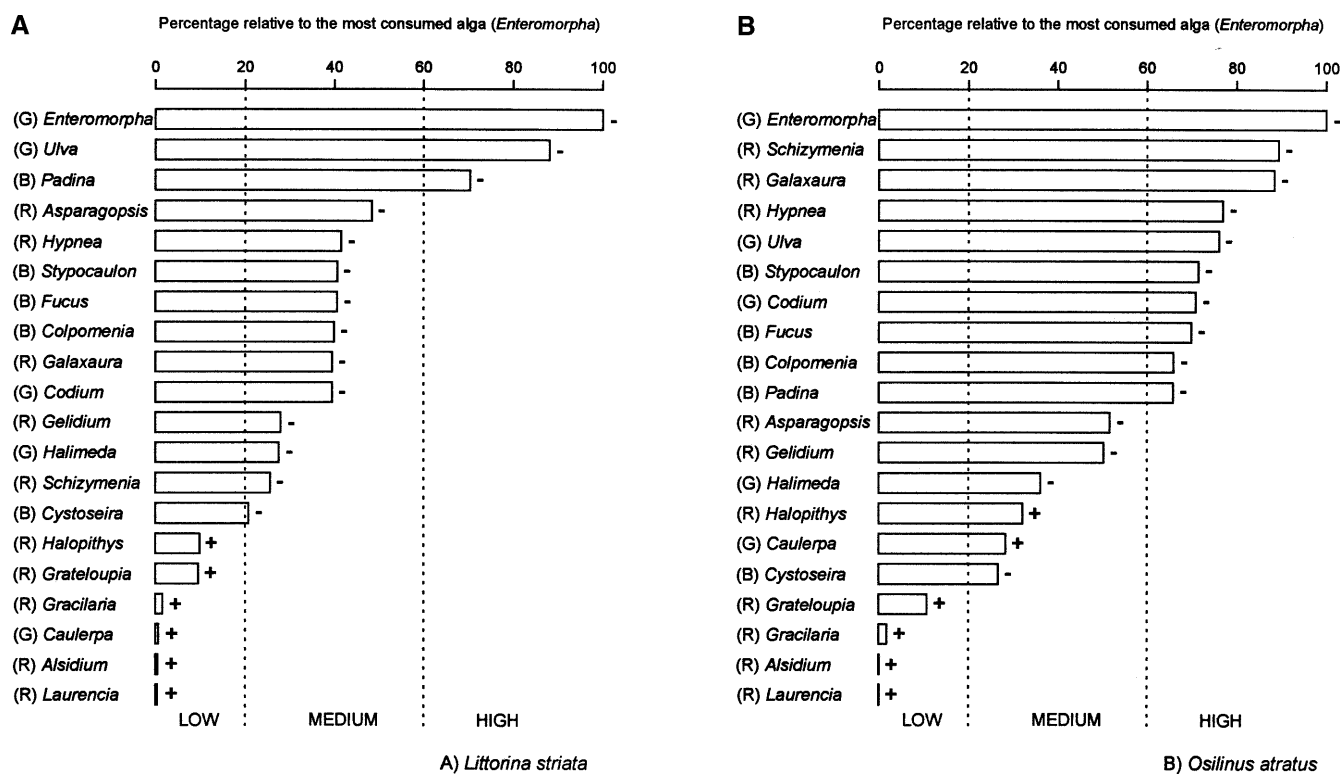 A
Percentage relative to the most consumed alga (Enteromorpha)
0 20 40 60 80 100
(G) Enteromorpha -
(G) Ulva -
(B) Padina -
(R) Asparagopsis -
(R) Hypnea -
(B) Stypocaulon -
(B) Fucus -
(B) Colpomenia -
(R) Galaxaura -
(G) Codium -
(R) Gelidium -
(G) Halimeda -
(R) Schizymenia -
(B) Cystoseira -
(R) Halopithys +
(R) Grateloupia +
(R) Gracilaria +
(G) Caulerpa +
(R) Alsidium +
(R) Laurencia +
LOW MEDIUM HIGH
A) Littorina striata
B
Percentage relative to the most consumed alga (Enteromorpha)
0 20 40 60 80 100
(G) Enteromorpha -
(R) Schizymenia -
(R) Galaxaura -
(R) Hypnea -
(G) Ulva -
(B) Stypocaulon -
(G) Codium -
(B) Fucus -
(B) Colpomenia -
(B) Padina -
(R) Asparagopsis -
(R) Gelidium -
(G) Halimeda -
(R) Halopithys +
(G) Caulerpa +
(B) Cystoseira -
(R) Grateloupia +
(R) Gracilaria +
(R) Alsidium +
(R) Laurencia +
LOW MEDIUM HIGH
B) Osilinus atratus